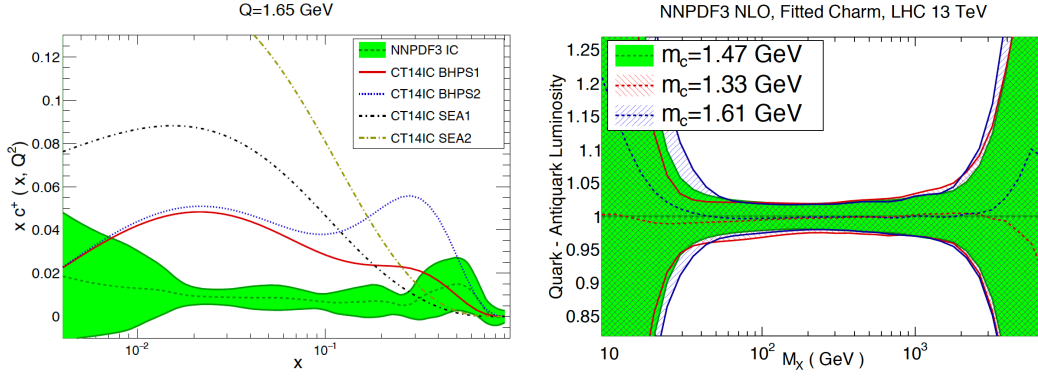 Q=1.65 GeV
x c⁺ ( x, Q²)
0.12
0.1
0.08
0.06
0.04
0.02
0
NNPDF3 IC
CT14IC BHPS1
CT14IC BHPS2
CT14IC SEA1
CT14IC SEA2
10⁻²
10⁻¹
x
NNPDF3 NLO, Fitted Charm, LHC 13 TeV
Quark - Antiquark Luminosity
1.25
1.2
1.15
1.1
1.05
1
0.95
0.9
0.85
m_c=1.47 GeV
m_c=1.33 GeV
m_c=1.61 GeV
10
10²
10³
M_X ( GeV )